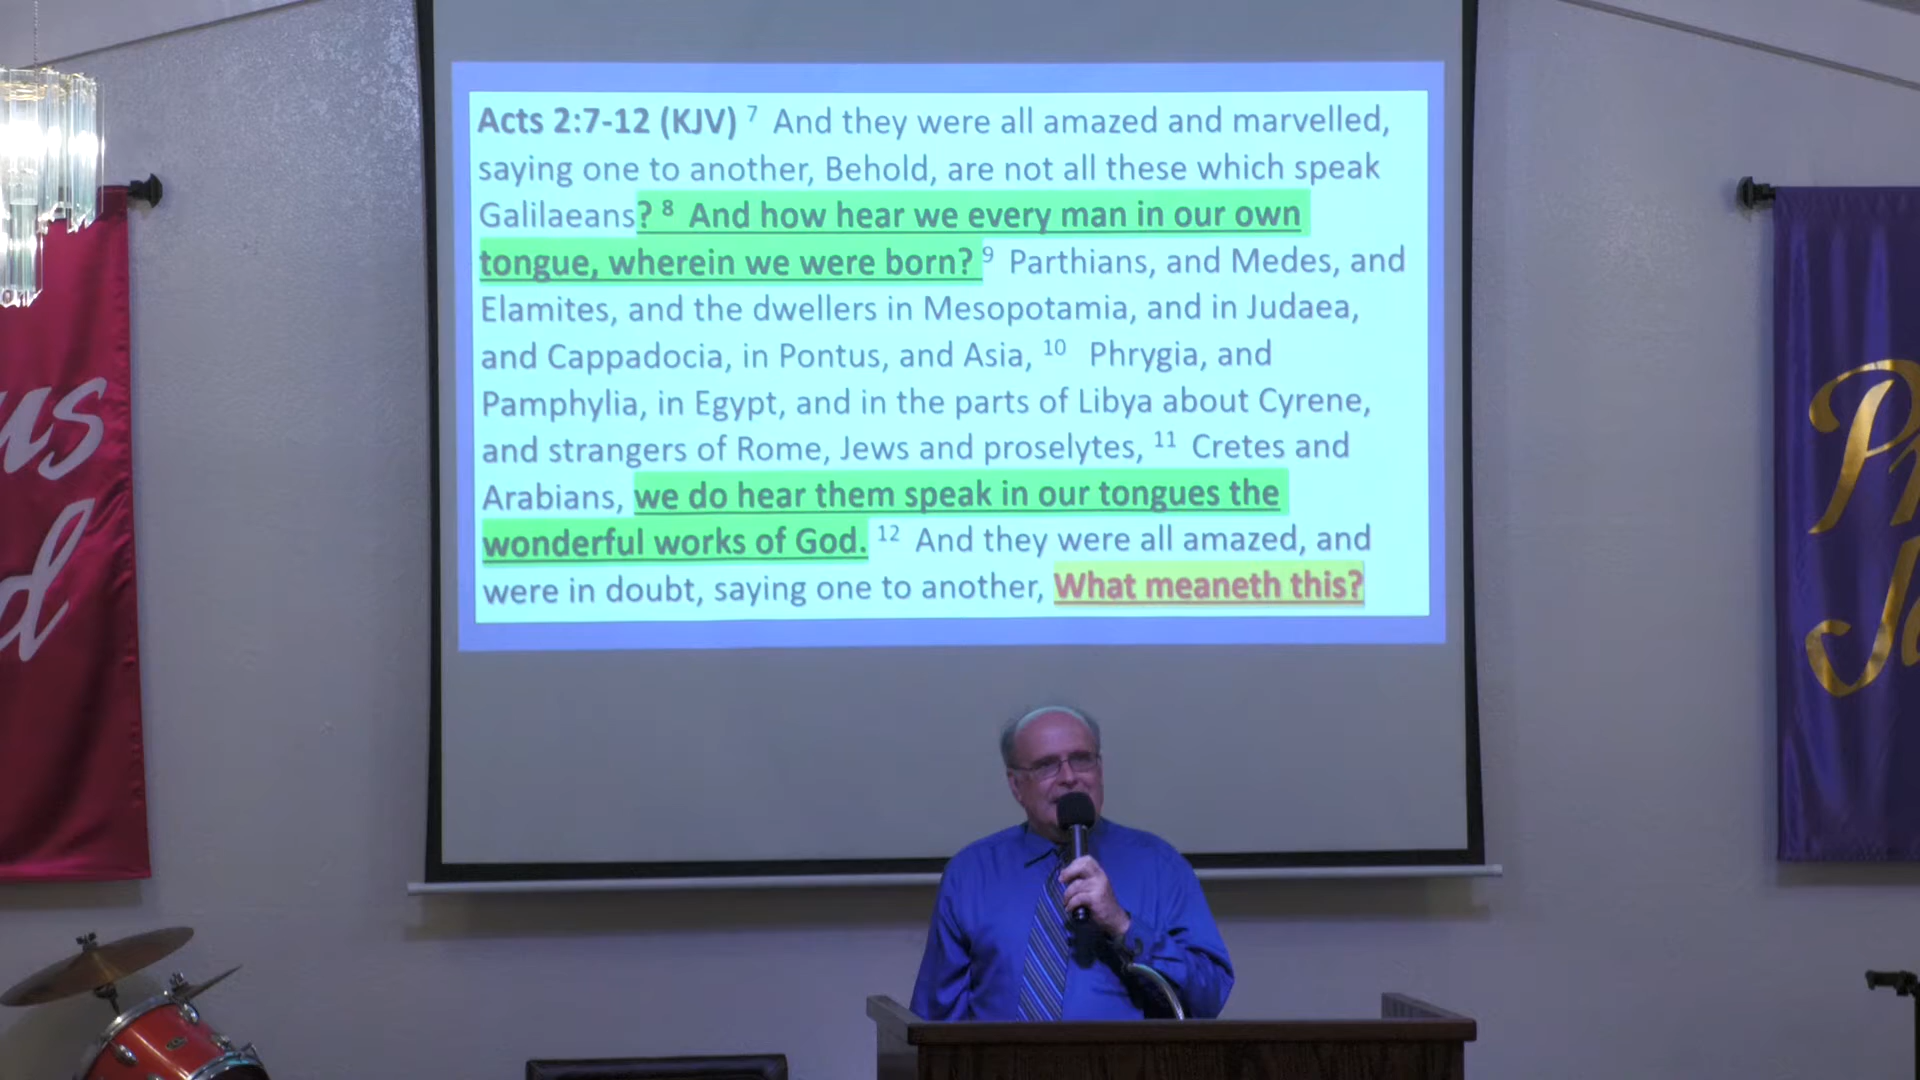 Acts 2:7-12 (KJV) 7 And they were all amazed and marvelled,
saying one to another, Behold, are not all these which speak
Galilaeans? 8 And how hear we every man in our own
tongue, wherein we were born? 9 Parthians, and Medes, and
Elamites, and the dwellers in Mesopotamia, and in Judaea,
and Cappadocia, in Pontus, and Asia, 10 Phrygia, and
Pamphylia, in Egypt, and in the parts of Libya about Cyrene,
and strangers of Rome, Jews and proselytes, 11 Cretes and
Arabians, we do hear them speak in our tongues the
wonderful works of God. 12 And they were all amazed, and
were in doubt, saying one to another, What meaneth this?